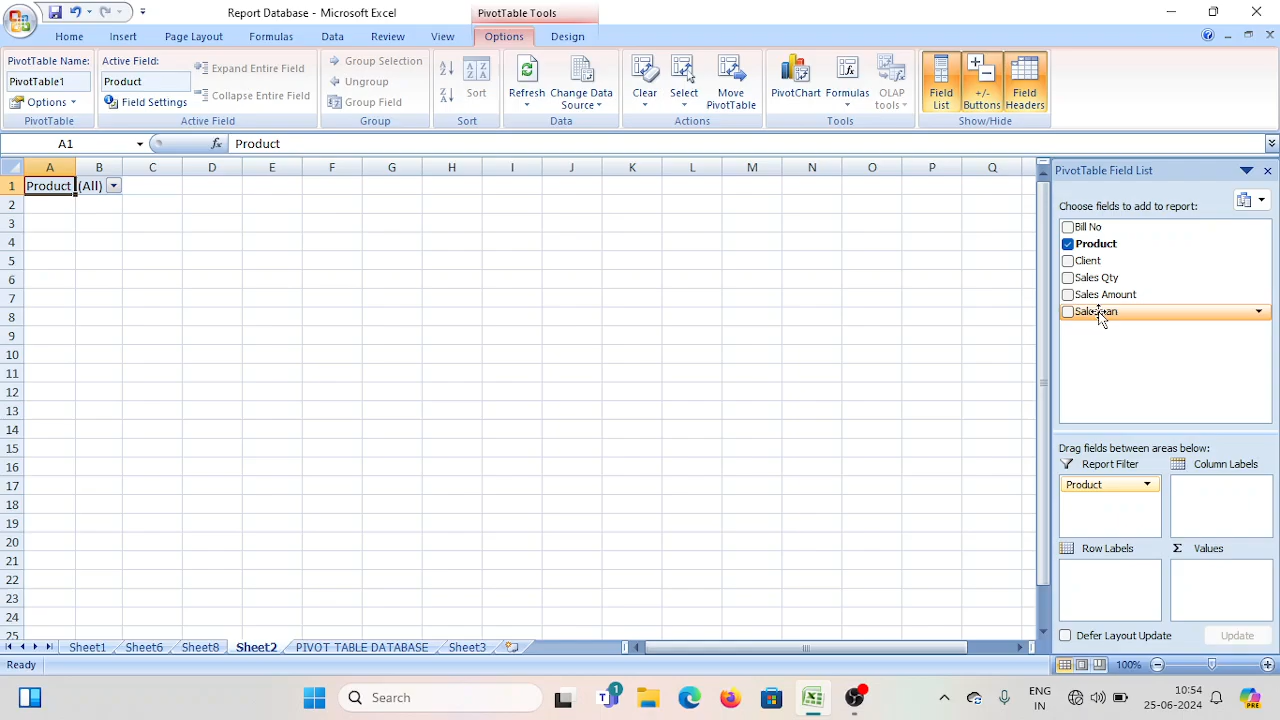 Report Database - Microsoft Excel
PivotTable Tools
Home Insert Page Layout Formulas Data Review View Options Design
PivotTable Name:
PivotTable1
Options
PivotTable
Active Field:
Product
Field Settings
Expand Entire Field
Collapse Entire Field
Active Field
Group Selection
Ungroup
Group Field
Group
Sort
Sort
Refresh
Change Data
Source
Data
Clear
Select
Move
PivotTable
Actions
PivotChart
Formulas
OLAP
tools
Tools
Field
List
+/-
Buttons
Field
Headers
Show/Hide
A1
fx
Product
A B C D E F G H I J K L M N O P Q
1 Product (All)
2
3
4
5
6
7
8
9
10
11
12
13
14
15
16
17
18
19
20
21
22
23
24
25
PivotTable Field List
Choose fields to add to report:
Bill No
Product
Client
Sales Qty
Sales Amount
Drag fields between areas below:
Report Filter
Column Labels
Product
Row Labels
Σ Values
Defer Layout Update
Update
Sheet1 Sheet6 Sheet8 Sheet2 PIVOT TABLE DATABASE Sheet3
Ready
100%
Search
1
ENG
IN
10:54
25-06-2024
PRE